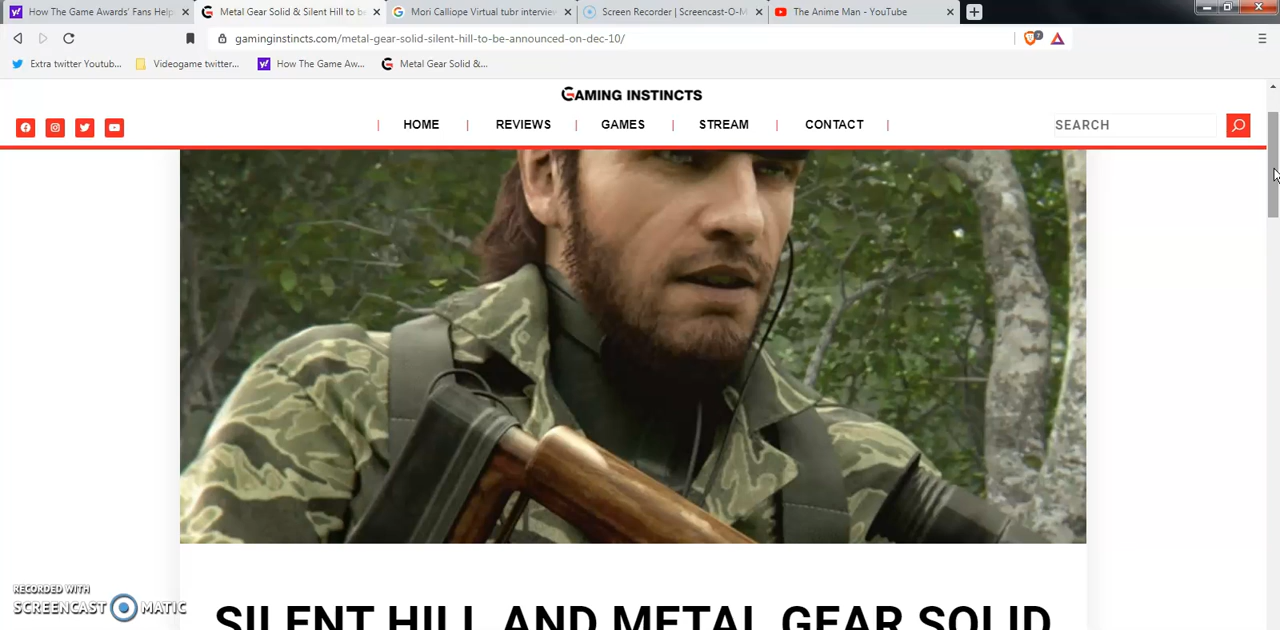 How The Game Awards' Fans Help
Metal Gear Solid & Silent Hill to be
Mori Calliope Virtual tubr interview
Screen Recorder | Screencast-O-M
The Anime Man - YouTube
gaminginstincts.com/metal-gear-solid-silent-hill-to-be-announced-on-dec-10/
7
Extra twitter Youtub...
Videogame twitter...
How The Game Aw...
Metal Gear Solid &...
GAMING INSTINCTS
| HOME | REVIEWS | GAMES | STREAM | CONTACT |
SEARCH
RECORDED WITH
SCREENCAST MATIC
SILENT HILL AND METAL GEAR SOLID